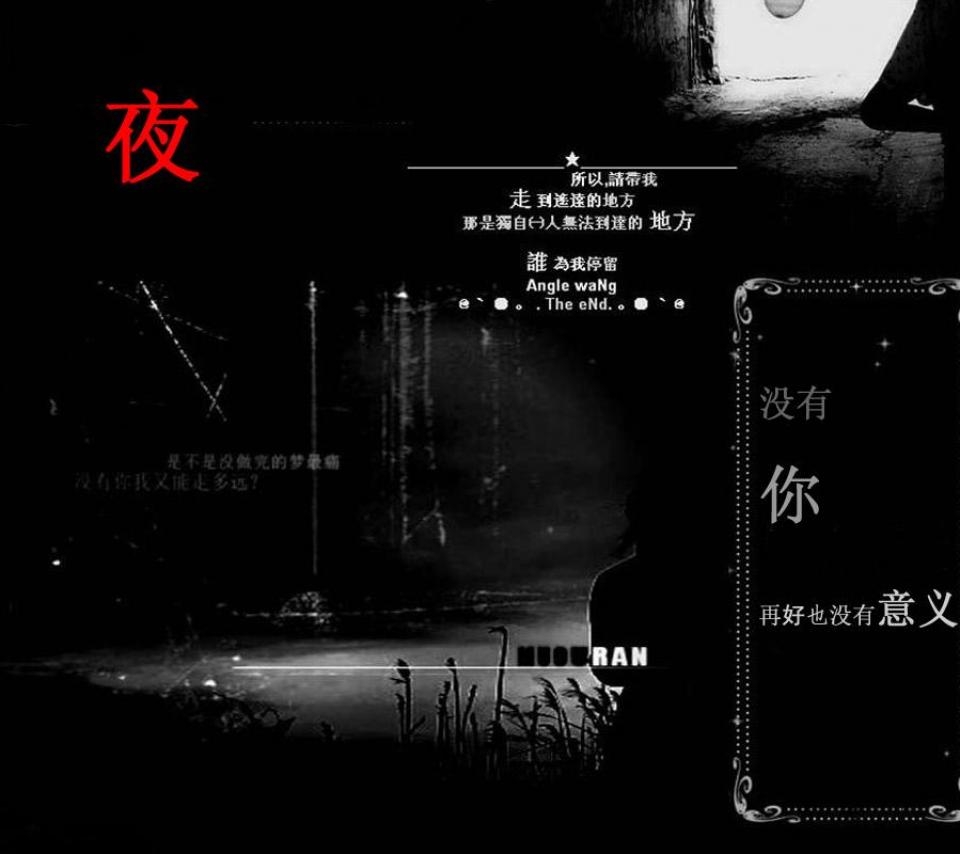 夜
所以,請帶我
走 到遙遠的地方
那是獨自(一)人無法到達的 地方
誰 為我停留
Angle waNg
. The eNd.
是不是没做完的梦最痛
没有你我又能走多远?
没有
你
再好也没有意义
RAN